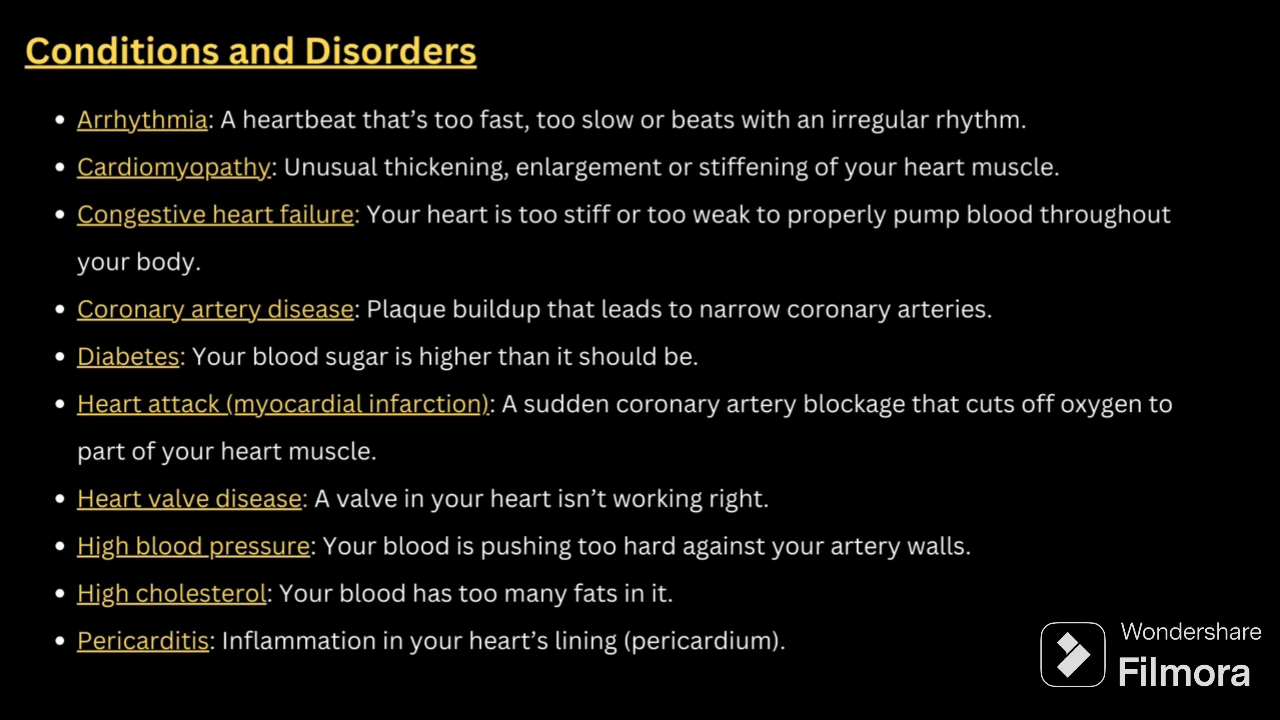 Conditions and Disorders
• Arrhythmia: A heartbeat that’s too fast, too slow or beats with an irregular rhythm.
• Cardiomyopathy: Unusual thickening, enlargement or stiffening of your heart muscle.
• Congestive heart failure: Your heart is too stiff or too weak to properly pump blood throughout
your body.
• Coronary artery disease: Plaque buildup that leads to narrow coronary arteries.
• Diabetes: Your blood sugar is higher than it should be.
• Heart attack (myocardial infarction): A sudden coronary artery blockage that cuts off oxygen to
part of your heart muscle.
• Heart valve disease: A valve in your heart isn’t working right.
• High blood pressure: Your blood is pushing too hard against your artery walls.
• High cholesterol: Your blood has too many fats in it.
• Pericarditis: Inflammation in your heart’s lining (pericardium).
Wondershare
Filmora